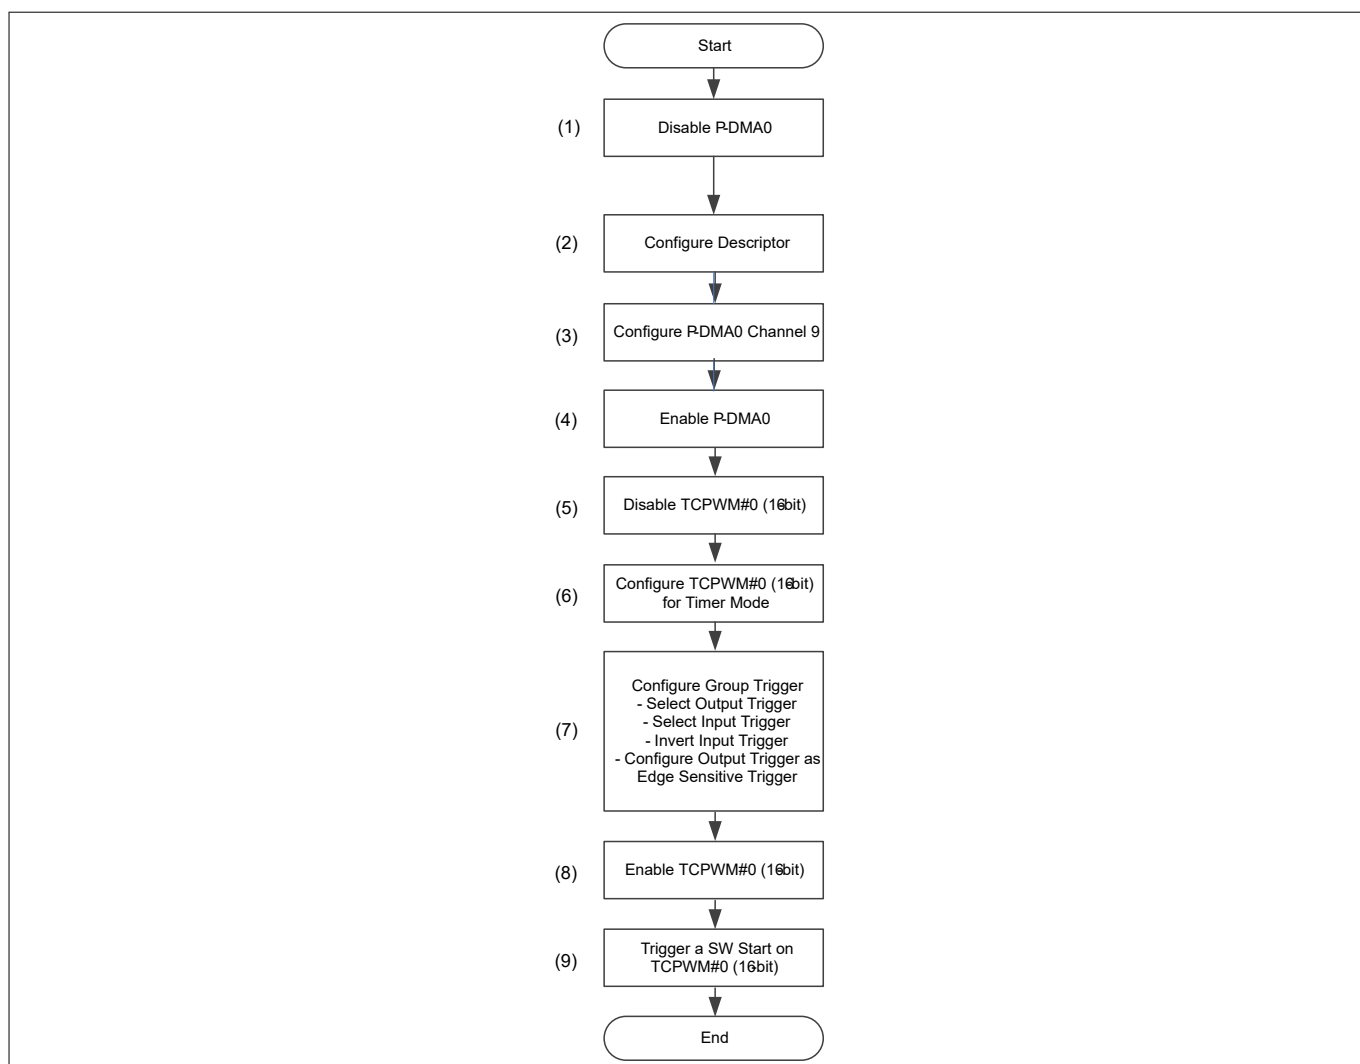 Start
(1)
Disable P-DMA0
(2)
Configure Descriptor
(3)
Configure P-DMA0 Channel 9
(4)
Enable P-DMA0
(5)
Disable TCPWM#0 (16-bit)
(6)
Configure TCPWM#0 (16-bit)
for Timer Mode
(7)
Configure Group Trigger
- Select Output Trigger
- Select Input Trigger
- Invert Input Trigger
- Configure Output Trigger as
Edge Sensitive Trigger
(8)
Enable TCPWM#0 (16-bit)
(9)
Trigger a SW Start on
TCPWM#0 (16-bit)
End